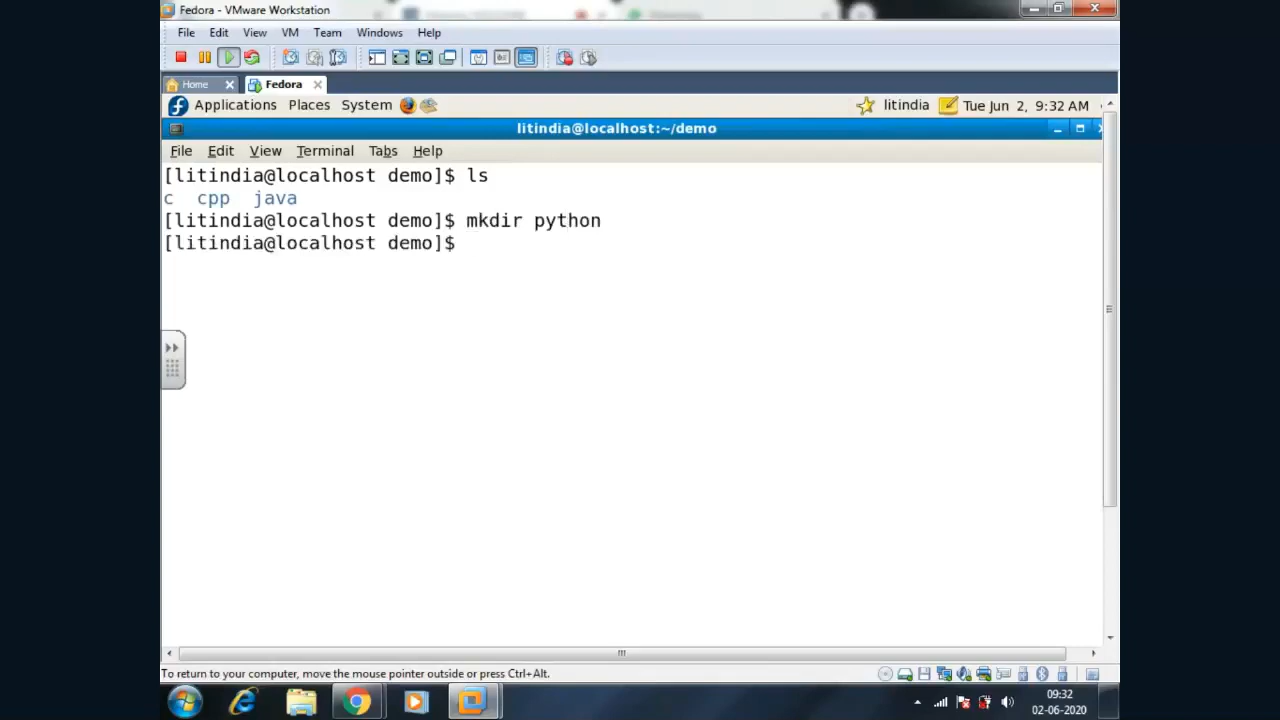 Fedora - VMware Workstation
File Edit View VM Team Windows Help
Home Fedora
Applications Places System litindia Tue Jun 2, 9:32 AM
litindia@localhost:~/demo
File Edit View Terminal Tabs Help
[litindia@localhost demo]$ ls
c cpp java
[litindia@localhost demo]$ mkdir python
[litindia@localhost demo]$
To return to your computer, move the mouse pointer outside or press Ctrl+Alt.
09:32
02-06-2020